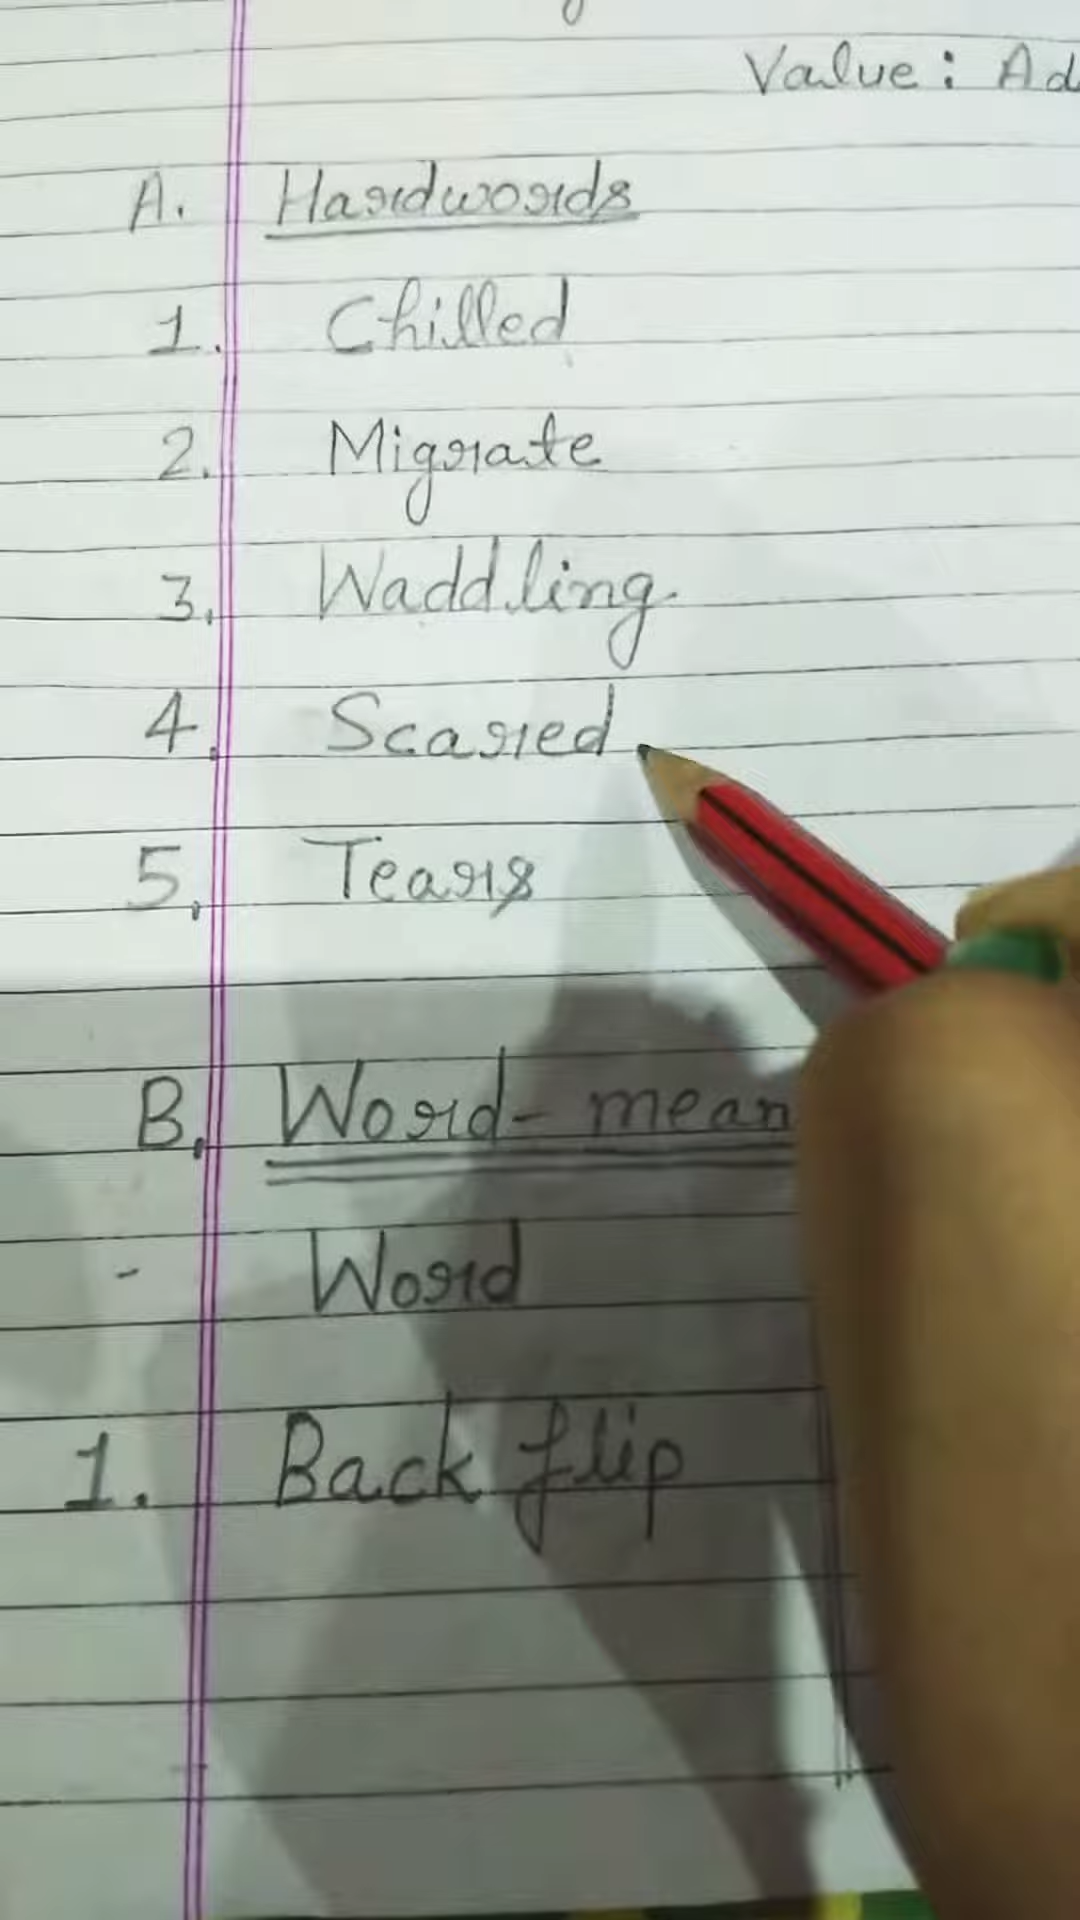 Value: Ad
A. Hardwords
1. Chilled
2. Migrate
3. Waddling
4. Scared
5. Tears
B. Word-mean
Word
1. Back flip